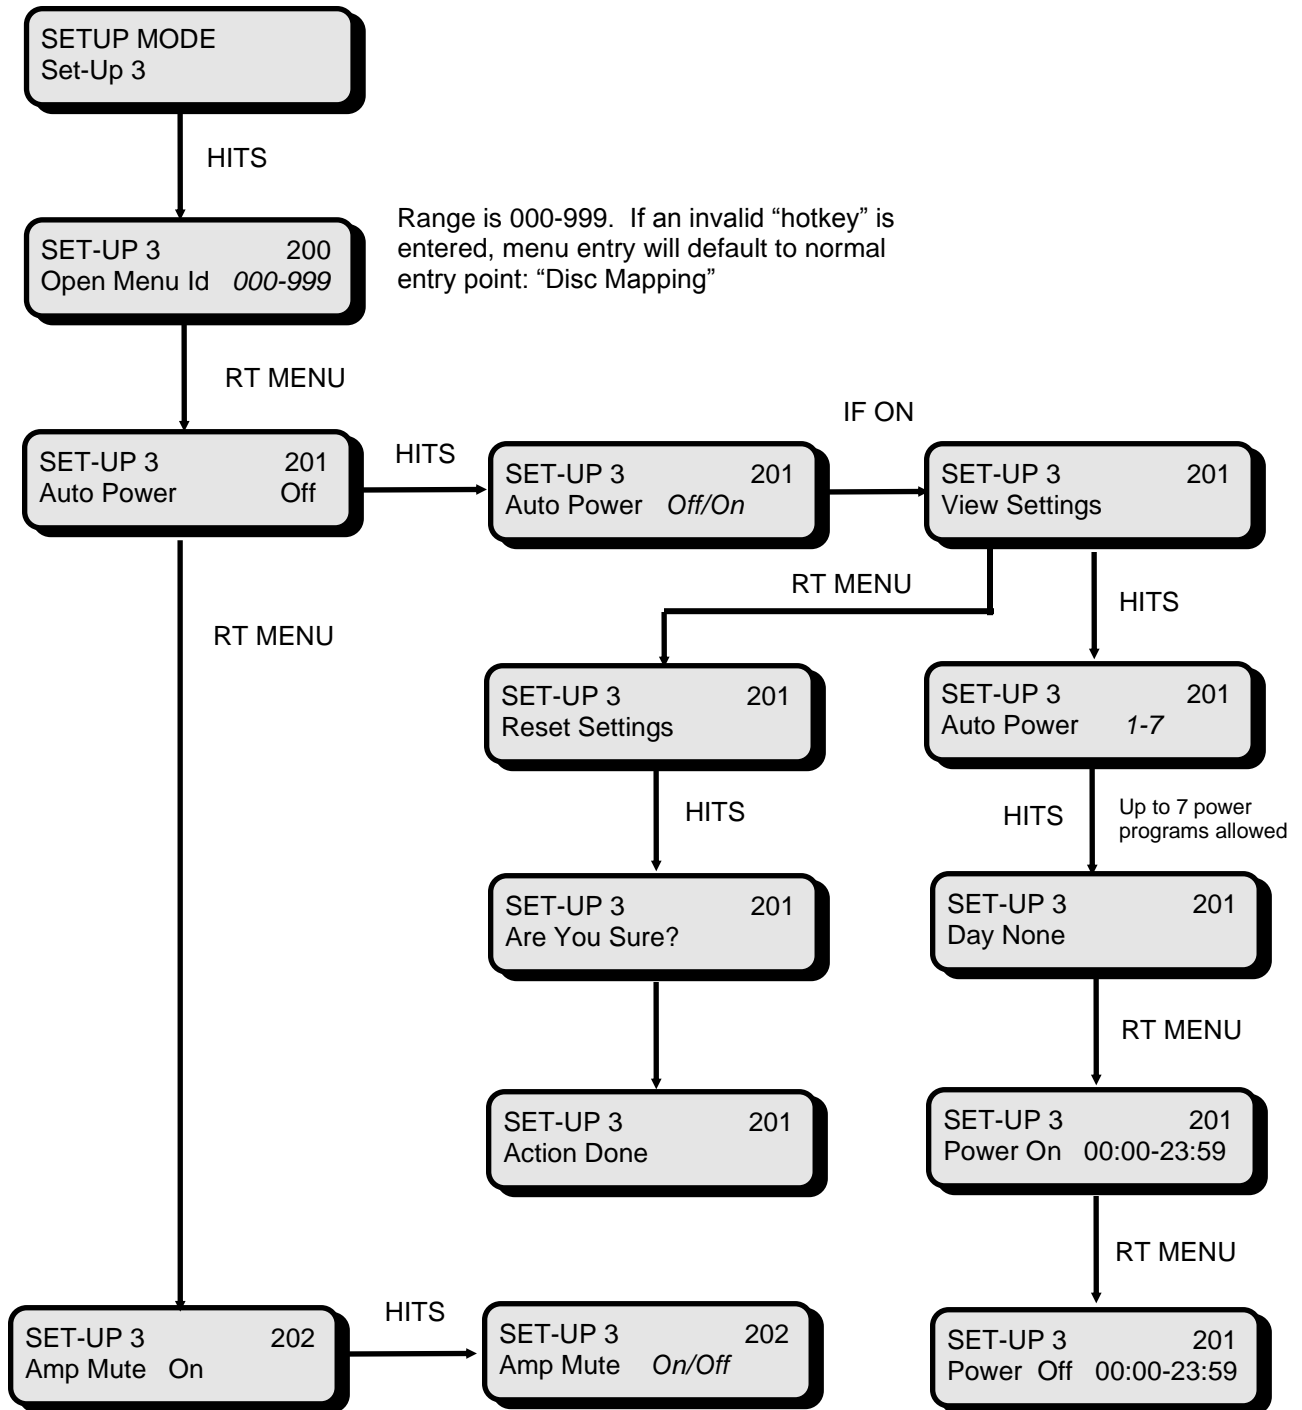 SETUP MODE
Set-Up 3
HITS
SET-UP 3 200
Open Menu Id 000-999
Range is 000-999. If an invalid “hotkey” is
entered, menu entry will default to normal
entry point: “Disc Mapping”
RT MENU
SET-UP 3 201
Auto Power Off
HITS
SET-UP 3 201
Auto Power Off/On
IF ON
SET-UP 3 201
View Settings
RT MENU
HITS
RT MENU
SET-UP 3 201
Reset Settings
SET-UP 3 201
Auto Power 1-7
HITS
HITS
Up to 7 power
programs allowed
SET-UP 3 201
Are You Sure?
SET-UP 3 201
Day None
RT MENU
SET-UP 3 201
Action Done
SET-UP 3 201
Power On 00:00-23:59
RT MENU
SET-UP 3 202
Amp Mute On
HITS
SET-UP 3 202
Amp Mute On/Off
SET-UP 3 201
Power Off 00:00-23:59